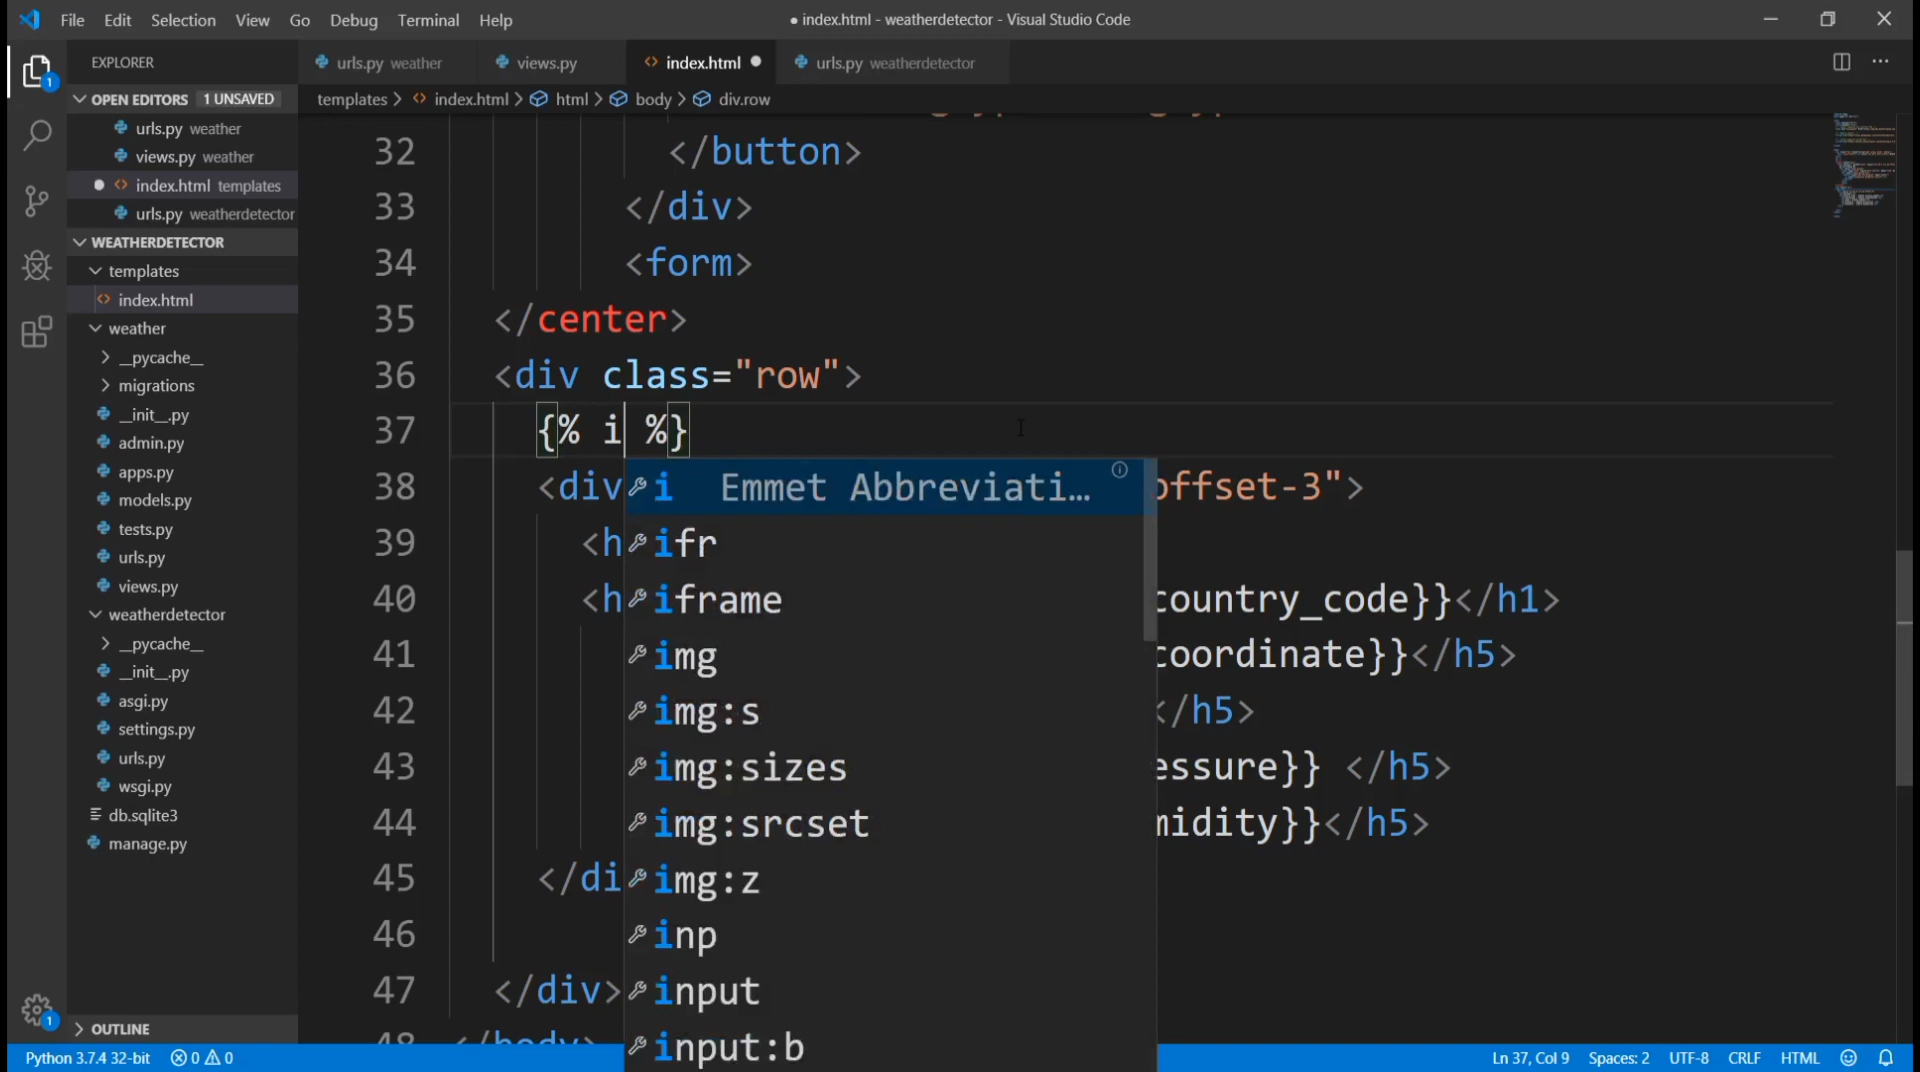 File Edit Selection View Go Debug Terminal Help
● index.html - weatherdetector - Visual Studio Code
EXPLORER
OPEN EDITORS 1 UNSAVED
urls.py weather
views.py weather
index.html templates
urls.py weatherdetector
WEATHERDETECTOR
templates
index.html
weather
__pycache__
migrations
__init__.py
admin.py
apps.py
models.py
tests.py
urls.py
views.py
weatherdetector
__pycache__
__init__.py
asgi.py
settings.py
urls.py
wsgi.py
db.sqlite3
manage.py
OUTLINE
urls.py weather views.py index.html urls.py weatherdetector
templates > index.html > html > body > div.row
32 </button>
33 </div>
34 <form>
35 </center>
36 <div class="row">
37 {% i %}
38 <div offset-3">
39 <h
40 <h country_code}}</h1>
41 coordinate}}</h5>
42 </h5>
43 essure}} </h5>
44 midity}}</h5>
45 </di
46
47 </div>
48 </body>
i Emmet Abbreviati...
ifr
iframe
img
img:s
img:sizes
img:srcset
img:z
inp
input
input:b
1
1
Python 3.7.4 32-bit 0 0 Ln 37, Col 9 Spaces: 2 UTF-8 CRLF HTML